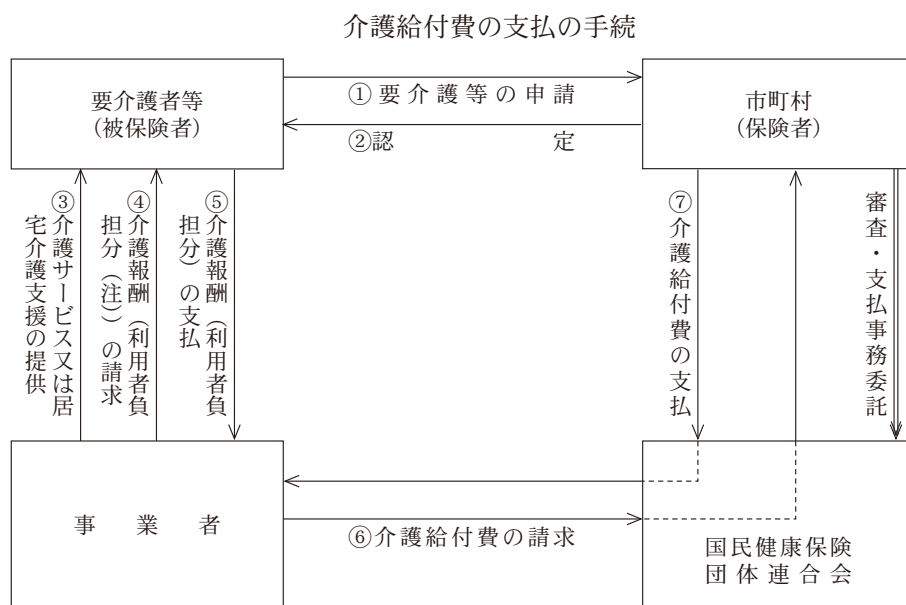 介護給付費の支払の手続
要介護者等
(被保険者)
①要介護等の申請
②認定
市町村
(保険者)
③介護サービス又は居
宅介護支援の提供
④介護報酬(利用者負
担分(注))の請求
⑤介護報酬(利用者負
担分)の支払
⑦介護給付費の支払
審査・支払事務委託
事業者
⑥介護給付費の請求
国民健康保険
団体連合会